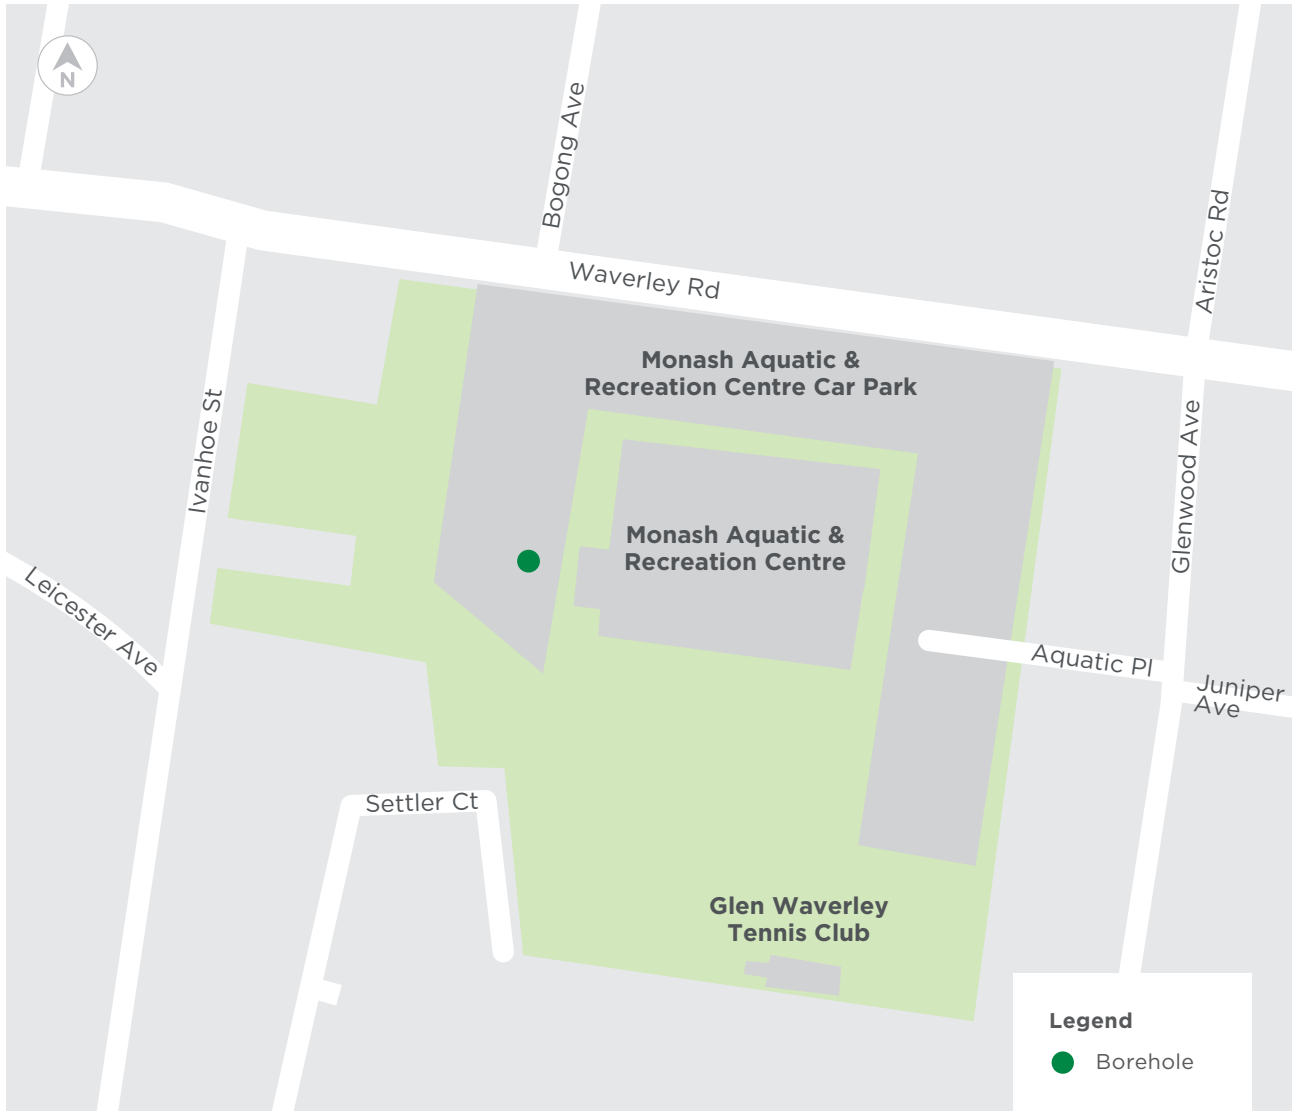 N
Bogong Ave
Aristoc Rd
Waverley Rd
Monash Aquatic &
Recreation Centre Car Park
Ivanhoe St
Glenwood Ave
Monash Aquatic &
Recreation Centre
Leicester Ave
Aquatic Pl
Juniper
Ave
Settler Ct
Glen Waverley
Tennis Club
Legend
Borehole